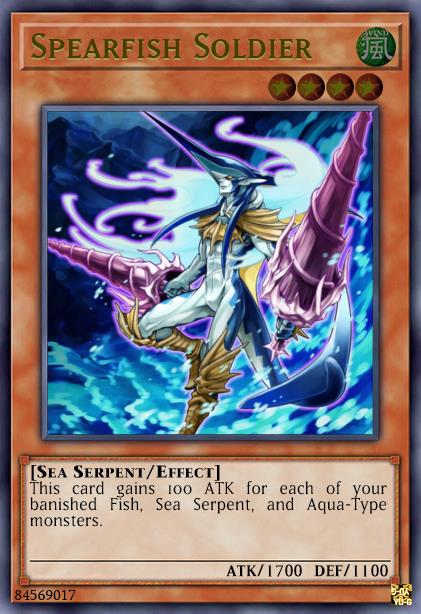 Spearfish Soldier
WIND
風
[Sea Serpent/Effect]
This card gains 100 ATK for each of your
banished Fish, Sea Serpent, and Aqua-Type
monsters.
ATK/1700 DEF/1100
84569017